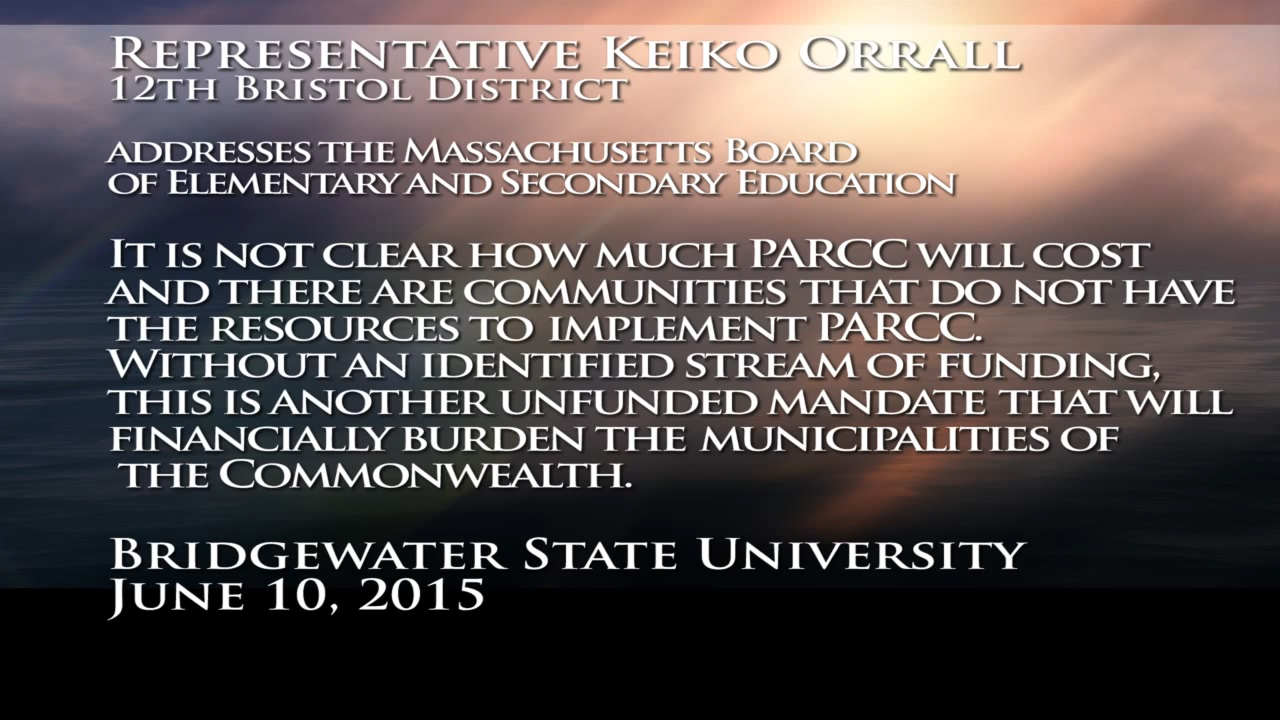 Representative Keiko Orrall
12th Bristol District
addresses the Massachusetts Board
of Elementary and Secondary Education
It is not clear how much PARCC will cost
and there are communities that do not have
the resources to implement PARCC.
Without an identified stream of funding,
this is another unfunded mandate that will
financially burden the municipalities of
the Commonwealth.
Bridgewater State University
June 10, 2015